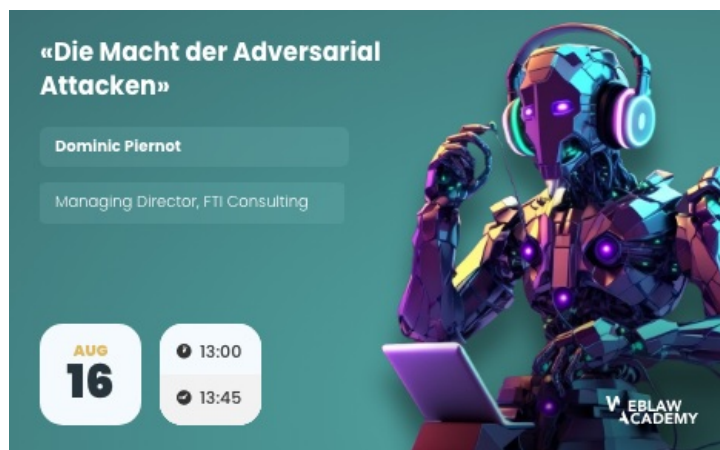 «Die Macht der Adversarial
Attacken»
Dominic Piernot
Managing Director, FTI Consulting
AUG
16
13:00
13:45
WEBLAW
ACADEMY